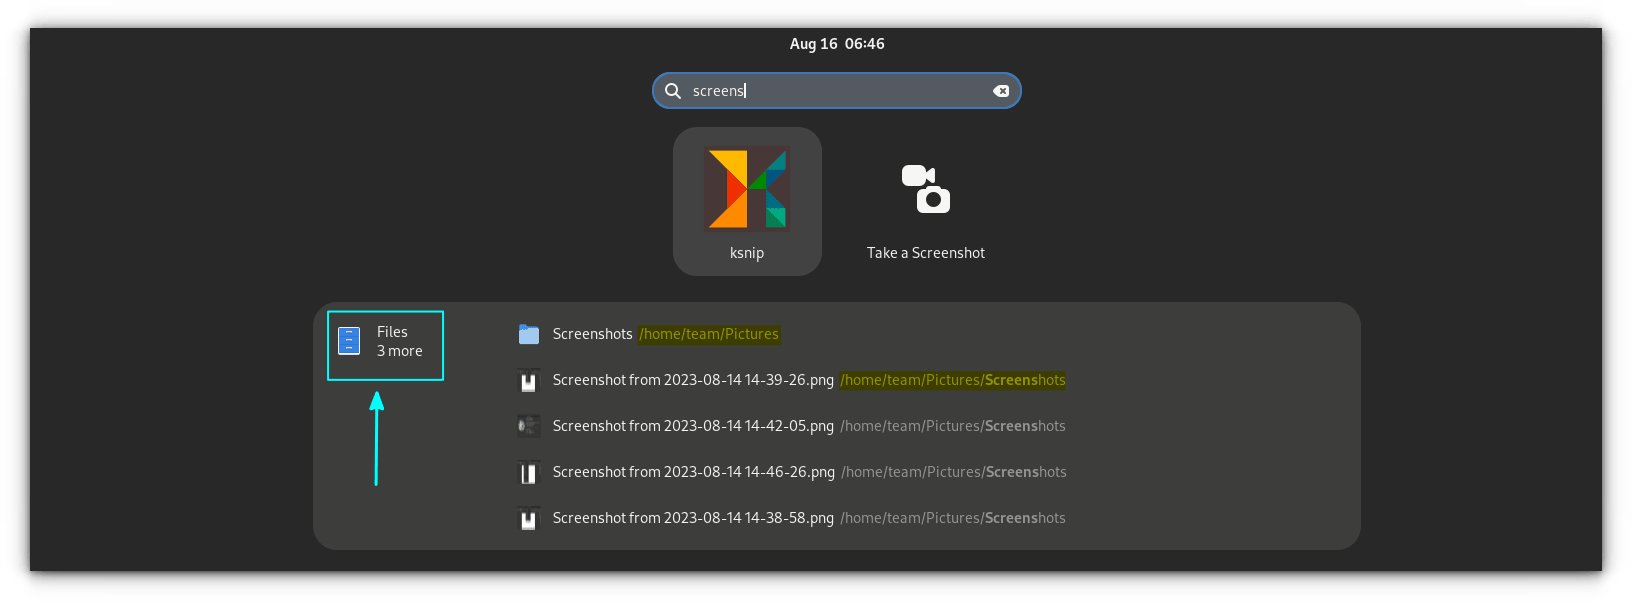 Aug 16 06:46
screens
ksnip
Take a Screenshot
Files
3 more
Screenshots /home/team/Pictures
Screenshot from 2023-08-14 14-39-26.png /home/team/Pictures/Screenshots
Screenshot from 2023-08-14 14-42-05.png /home/team/Pictures/Screenshots
Screenshot from 2023-08-14 14-46-26.png /home/team/Pictures/Screenshots
Screenshot from 2023-08-14 14-38-58.png /home/team/Pictures/Screenshots